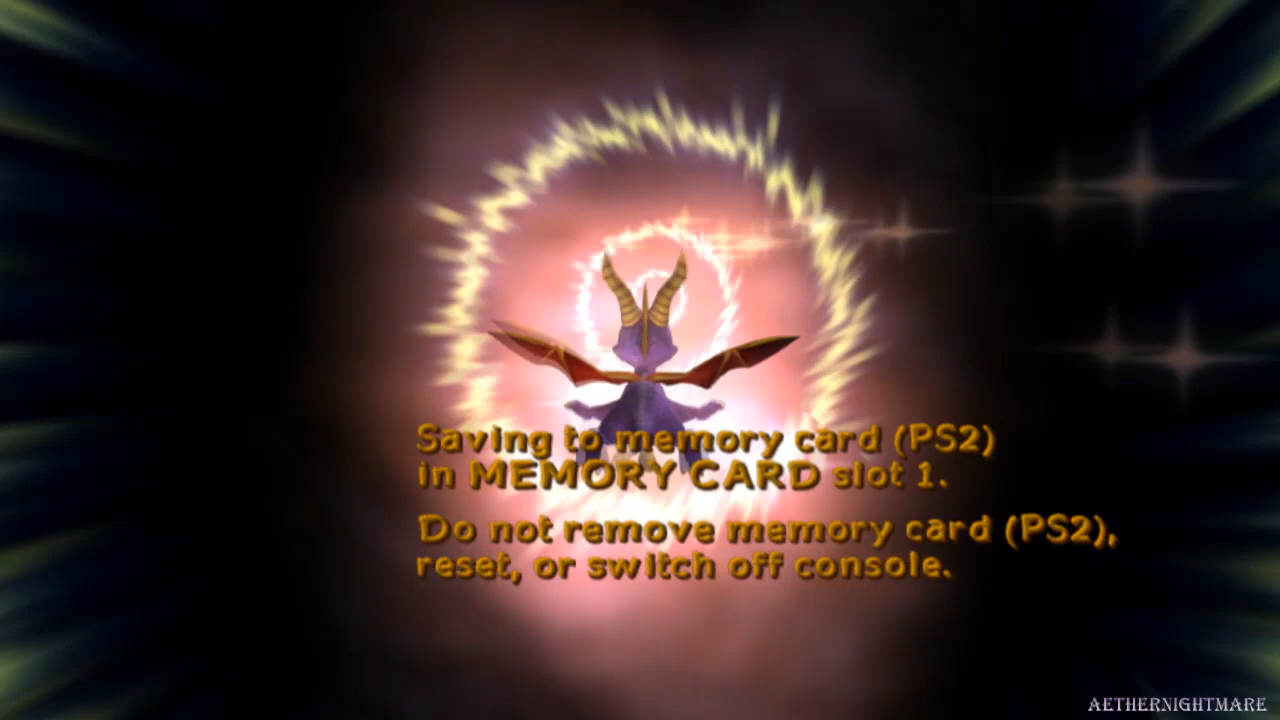 Saving to memory card (PS2)
in MEMORY CARD slot 1.
Do not remove memory card (PS2),
reset, or switch off console.
AETHERNIGHTMARE